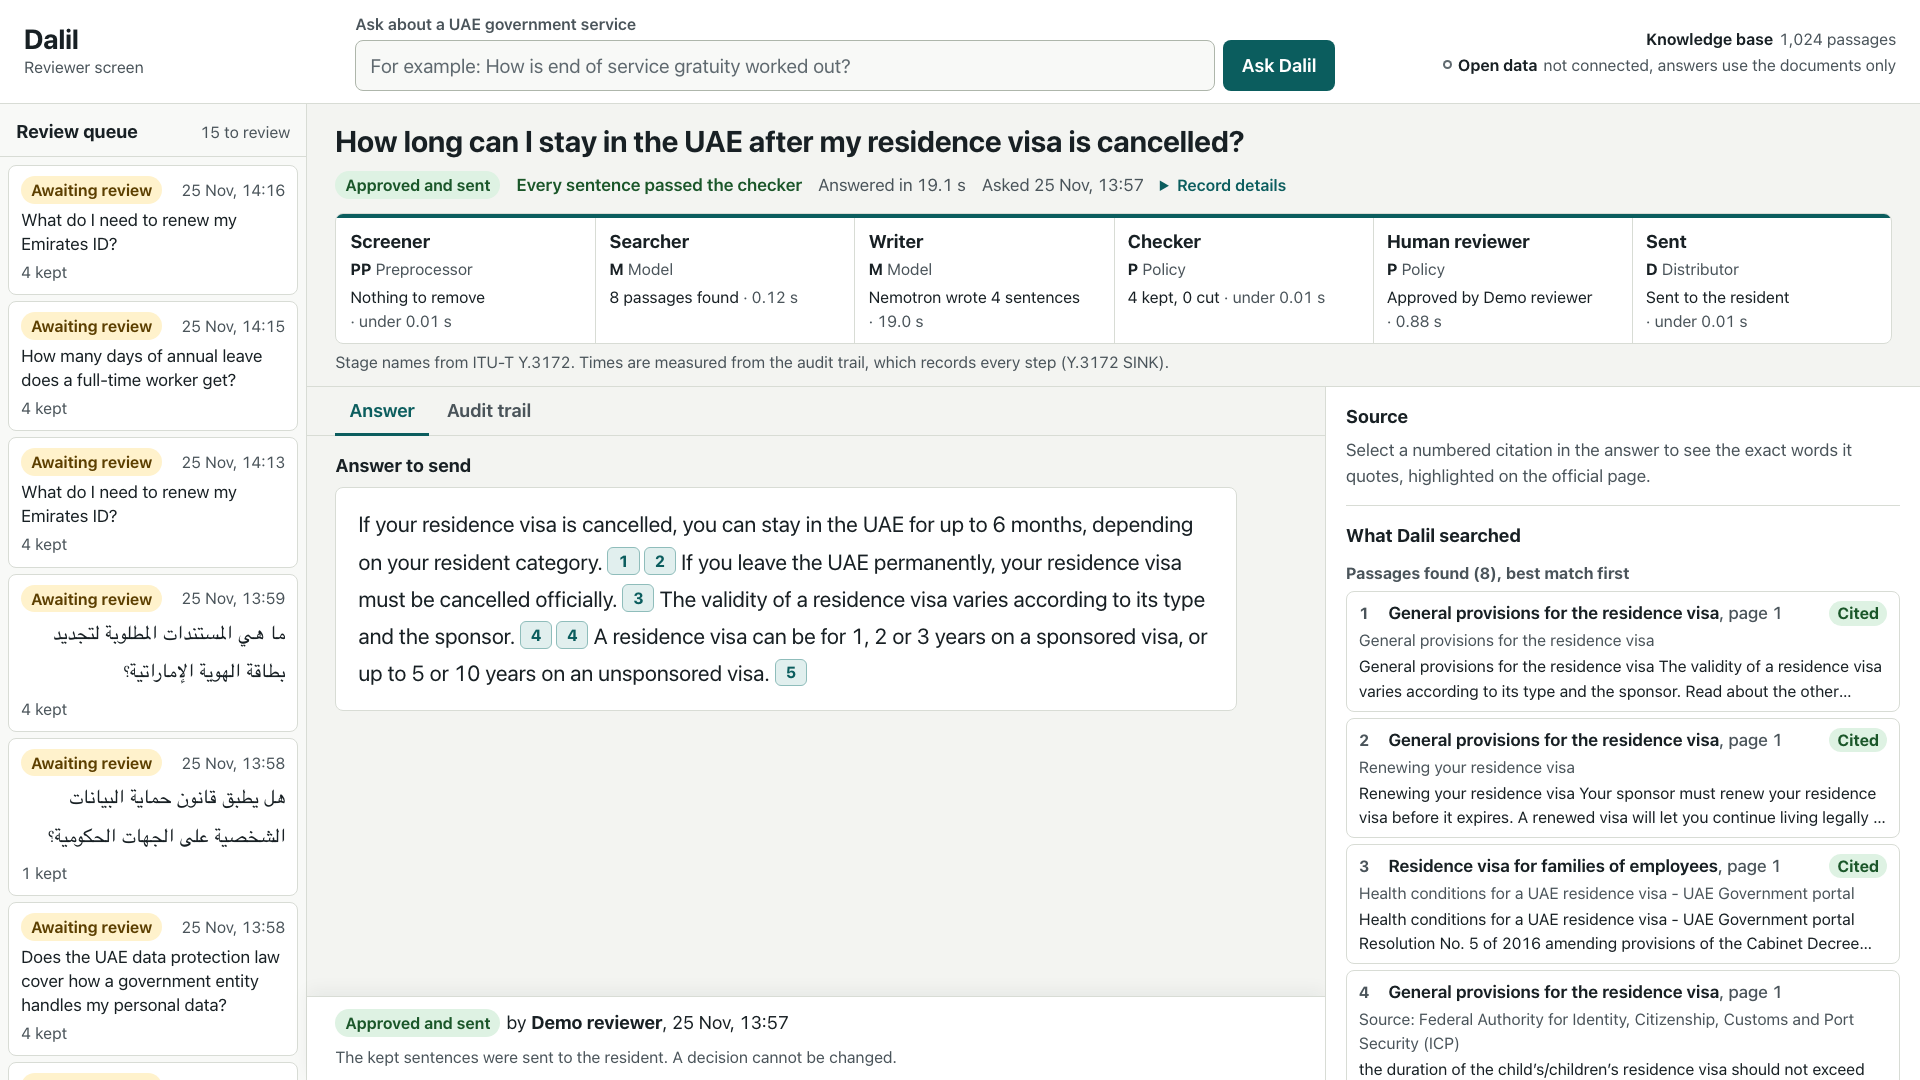 Dalil
Reviewer screen
Ask about a UAE government service
For example: How is end of service gratuity worked out?
Ask Dalil
Knowledge base 1,024 passages
Open data not connected, answers use the documents only
Review queue 15 to review
Awaiting review 25 Nov, 14:16
What do I need to renew my
Emirates ID?
4 kept
Awaiting review 25 Nov, 14:15
How many days of annual leave
does a full-time worker get?
4 kept
Awaiting review 25 Nov, 14:13
What do I need to renew my
Emirates ID?
4 kept
Awaiting review 25 Nov, 13:59
ما هي المستندات المطلوبة لتجديد
بطاقة الهوية الإماراتية؟
4 kept
Awaiting review 25 Nov, 13:58
هل يطبق قانون حماية البيانات
الشخصية على الجهات الحكومية؟
1 kept
Awaiting review 25 Nov, 13:58
Does the UAE data protection law
cover how a government entity
handles my personal data?
4 kept
How long can I stay in the UAE after my residence visa is cancelled?
Approved and sent Every sentence passed the checker Answered in 19.1 s Asked 25 Nov, 13:57 ▶ Record details
Screener
PP Preprocessor
Nothing to remove
· under 0.01 s
Searcher
M Model
8 passages found · 0.12 s
Writer
M Model
Nemotron wrote 4 sentences
· 19.0 s
Checker
P Policy
4 kept, 0 cut · under 0.01 s
Human reviewer
P Policy
Approved by Demo reviewer
· 0.88 s
Sent
D Distributor
Sent to the resident
· under 0.01 s
Stage names from ITU-T Y.3172. Times are measured from the audit trail, which records every step (Y.3172 SINK).
Answer Audit trail
Answer to send
If your residence visa is cancelled, you can stay in the UAE for up to 6 months, depending
on your resident category. 1 2 If you leave the UAE permanently, your residence visa
must be cancelled officially. 3 The validity of a residence visa varies according to its type
and the sponsor. 4 4 A residence visa can be for 1, 2 or 3 years on a sponsored visa, or
up to 5 or 10 years on an unsponsored visa. 5
Approved and sent by Demo reviewer, 25 Nov, 13:57
The kept sentences were sent to the resident. A decision cannot be changed.
Source
Select a numbered citation in the answer to see the exact words it
quotes, highlighted on the official page.
What Dalil searched
Passages found (8), best match first
1 General provisions for the residence visa, page 1 Cited
General provisions for the residence visa
General provisions for the residence visa The validity of a residence visa
varies according to its type and the sponsor. Read about the other…
2 General provisions for the residence visa, page 1 Cited
Renewing your residence visa
Renewing your residence visa Your sponsor must renew your residence
visa before it expires. A renewed visa will let you continue living legally …
3 Residence visa for families of employees, page 1 Cited
Health conditions for a UAE residence visa - UAE Government portal
Health conditions for a UAE residence visa - UAE Government portal
Resolution No. 5 of 2016 amending provisions of the Cabinet Decree…
4 General provisions for the residence visa, page 1
Source: Federal Authority for Identity, Citizenship, Customs and Port
Security (ICP)
the duration of the child’s/children’s residence visa should not exceed